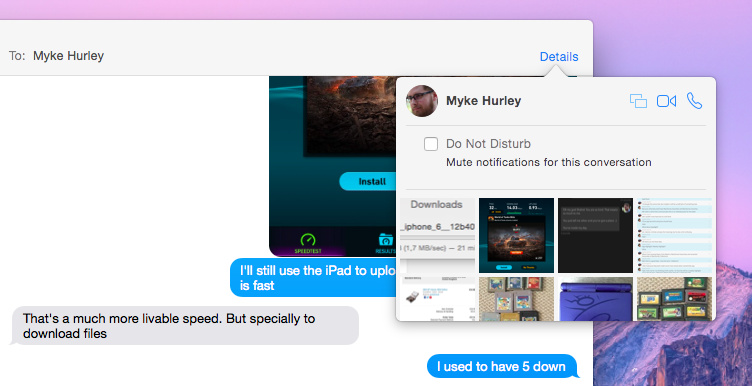 To: Myke Hurley
Details
Install
SPEEDTEST
RESULTS
I'll still use the iPad to uplo
is fast
That's a much more livable speed. But specially to
download files
I used to have 5 down
Myke Hurley
Do Not Disturb
Mute notifications for this conversation
Downloads
_iphone_6__12b40
(1,7 MB/sec) — 21 mi